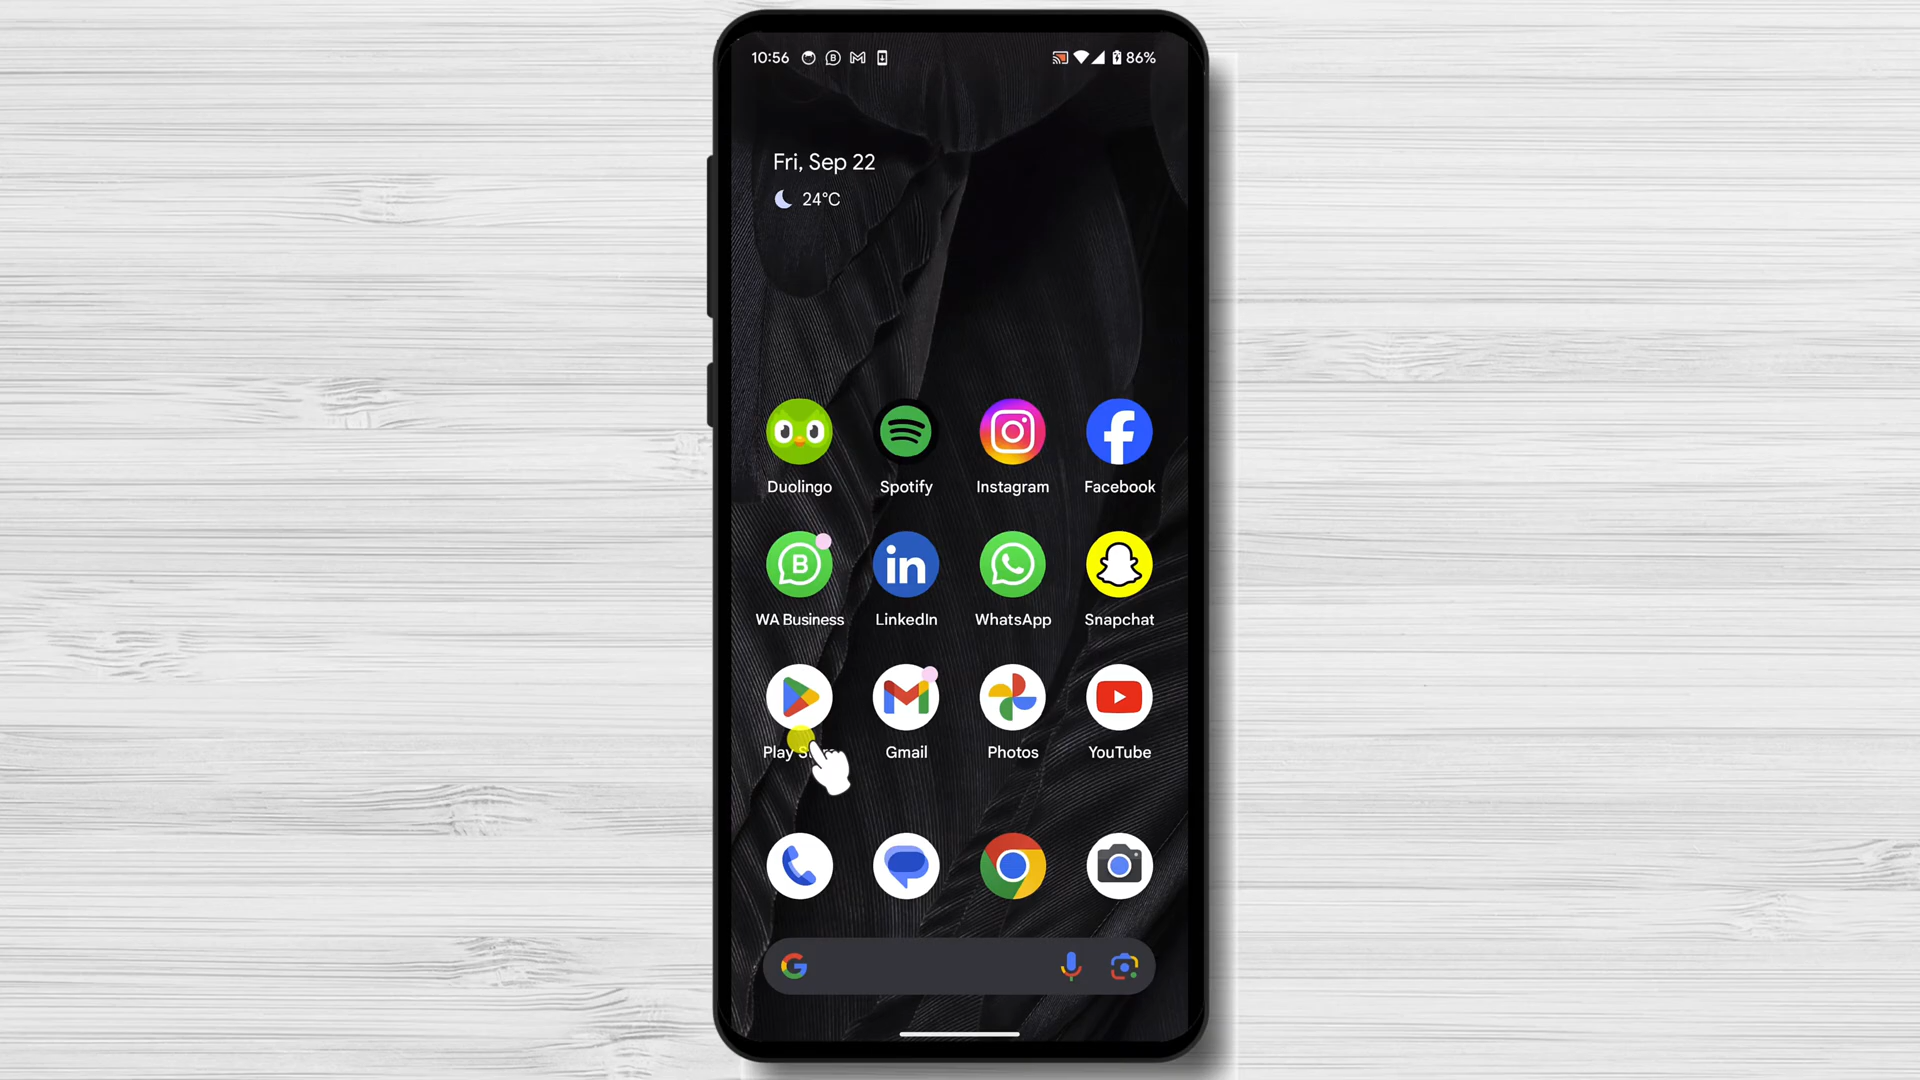 10:56 86%
Fri, Sep 22
24°C
Duolingo Spotify Instagram Facebook
WA Business LinkedIn WhatsApp Snapchat
Play Gmail Photos YouTube